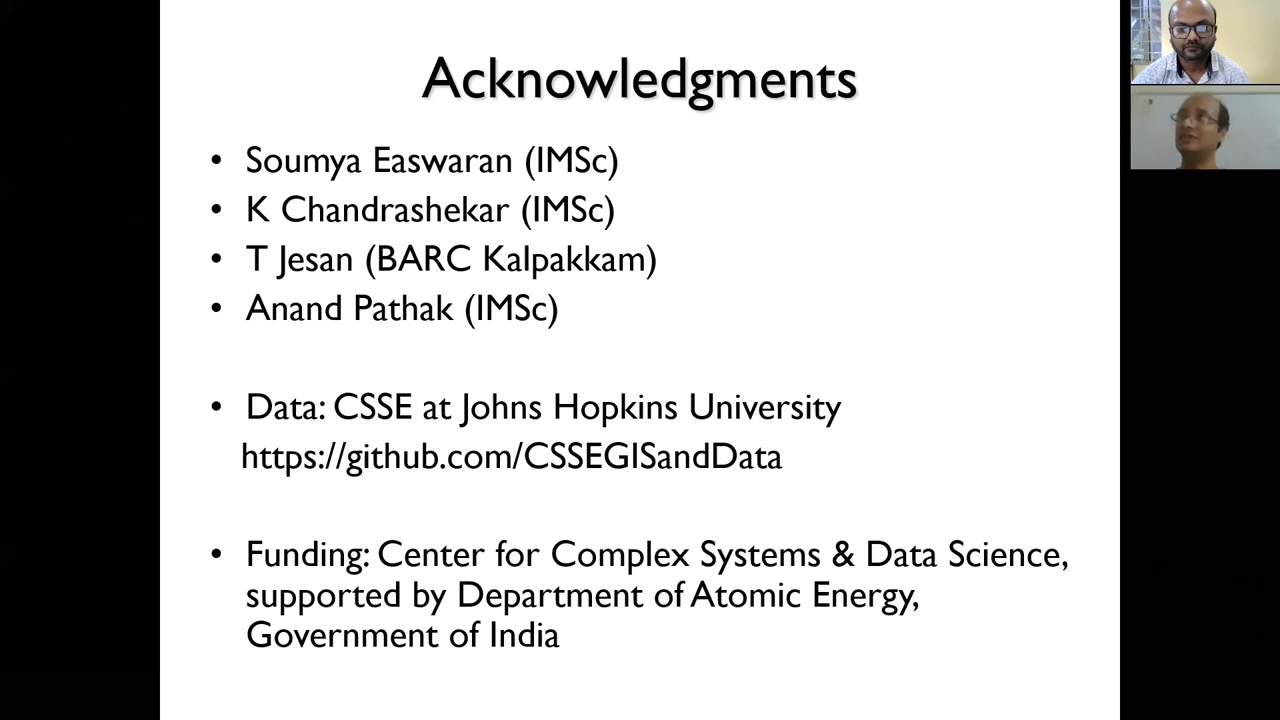 Acknowledgments
• Soumya Easwaran (IMSc)
• K Chandrashekar (IMSc)
• T Jesan (BARC Kalpakkam)
• Anand Pathak (IMSc)
• Data: CSSE at Johns Hopkins University
https://github.com/CSSEGISandData
• Funding: Center for Complex Systems & Data Science,
supported by Department of Atomic Energy,
Government of India